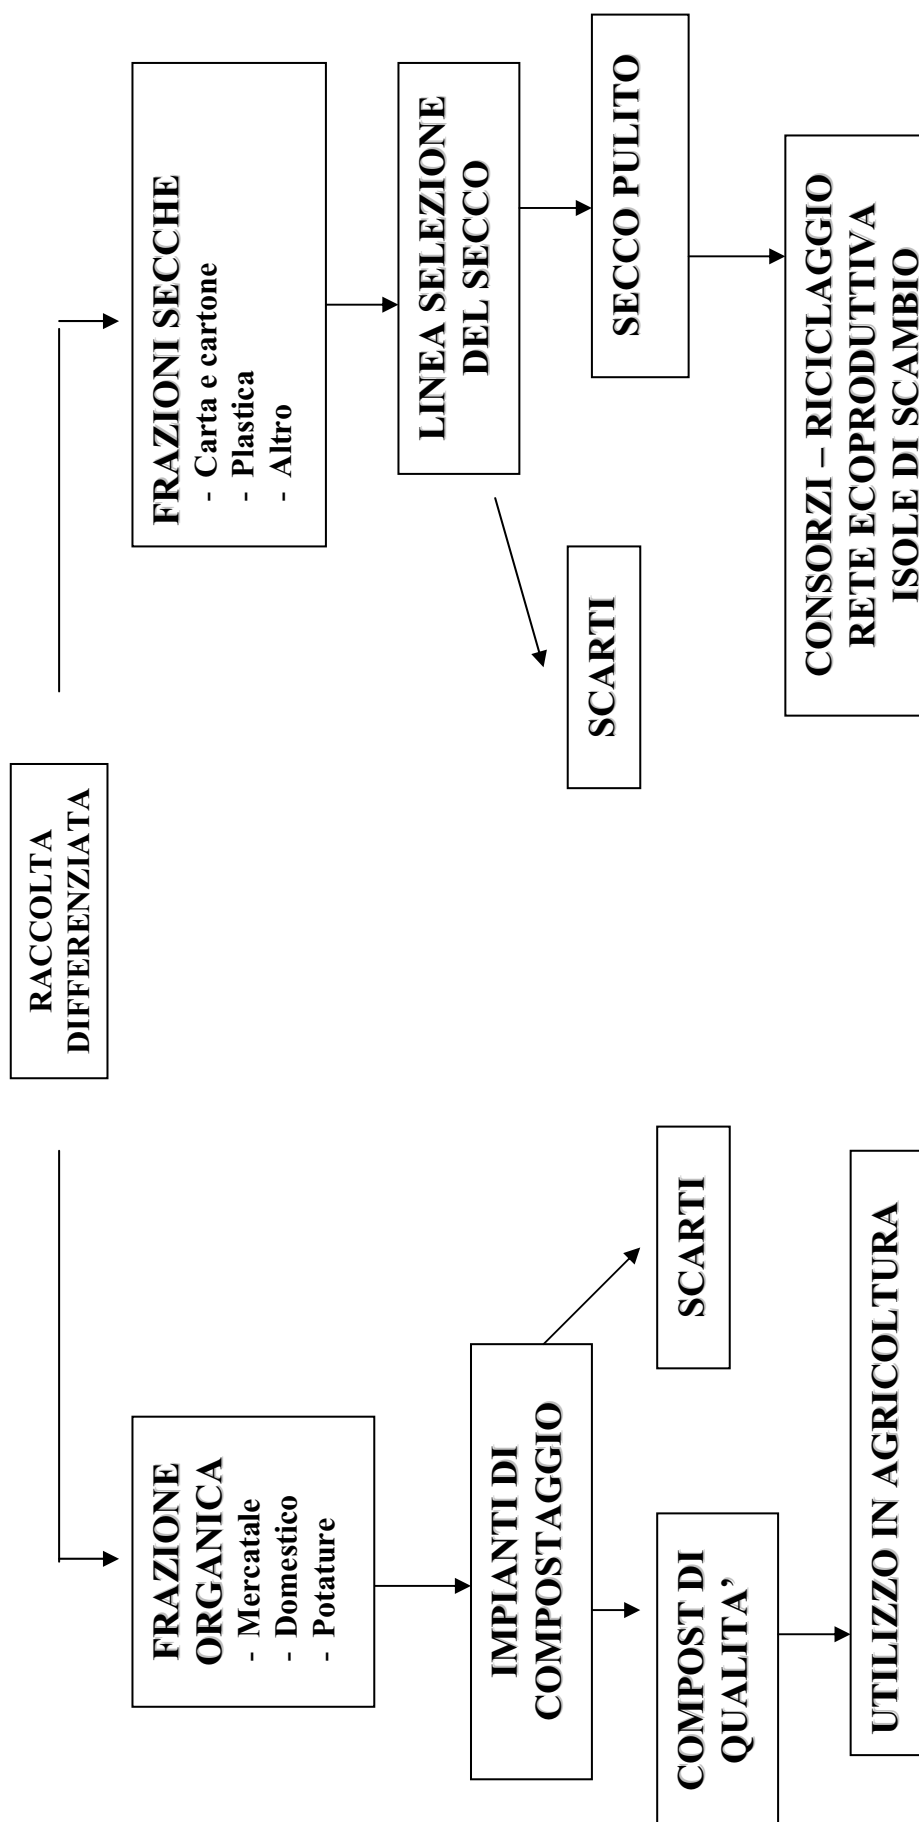 RACCOLTA
DIFFERENZIATA
FRAZIONE
ORGANICA
- Mercatale
- Domestico
- Potature
FRAZIONI SECCHE
- Carta e cartone
- Plastica
- Altro
IMPIANTI DI
COMPOSTAGGIO
LINEA SELEZIONE
DEL SECCO
COMPOST DI
QUALITA’
SCARTI
SCARTI
SECCO PULITO
UTILIZZO IN AGRICOLTURA
CONSORZI – RICICLAGGIO
RETE ECOPRODUTTIVA
ISOLE DI SCAMBIO